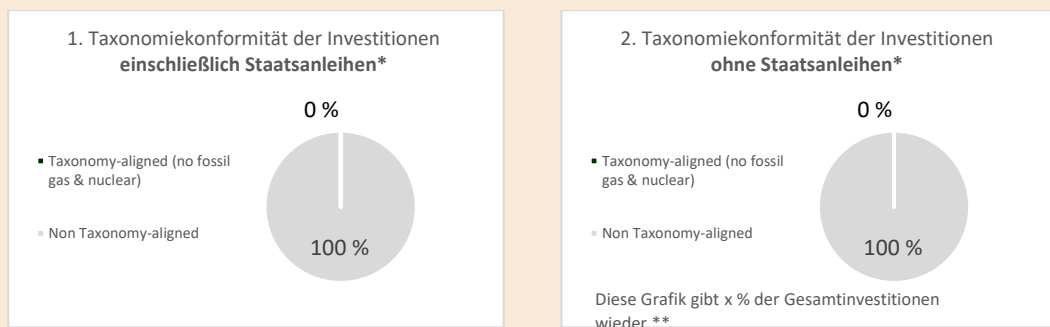 1. Taxonomiekonformität der Investitionen
einschließlich Staatsanleihen*
0 %
▪ Taxonomy-aligned (no fossil
gas & nuclear)
▪ Non Taxonomy-aligned
100 %
2. Taxonomiekonformität der Investitionen
ohne Staatsanleihen*
0 %
▪ Taxonomy-aligned (no fossil
gas & nuclear)
▪ Non Taxonomy-aligned
100 %
Diese Grafik gibt x % der Gesamtinvestitionen
wieder **